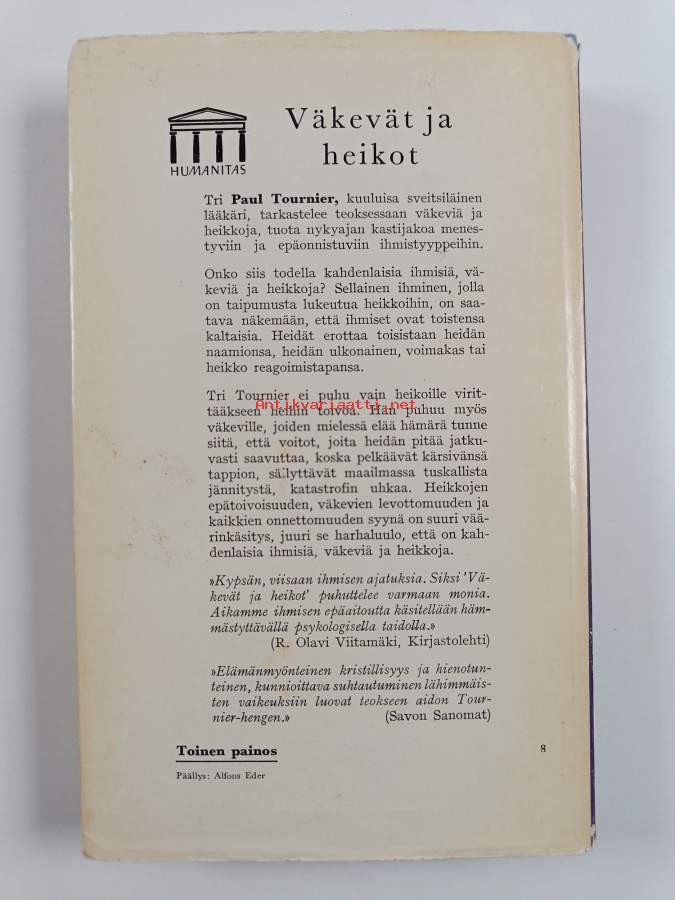 HUMANITAS
Väkevät ja
heikot
Tri Paul Tournier, kuuluisa sveitsiläinen
lääkäri, tarkastelee teoksessaan väkeviä ja
heikkoja, tuota nykyajan kastijakoa menes-
tyviin ja epäonnistuviin ihmistyyppeihin.
Onko siis todella kahdenlaisia ihmisiä, vä-
keviä ja heikkoja? Sellainen ihminen, jolla
on taipumusta lukeutua heikkoihin, on saa-
tava näkemään, että ihmiset ovat toistensa
kaltaisia. Heidät erottaa toisistaan heidän
naamionsa, heidän ulkonainen, voimakas tai
heikko reagoimistapansa.
Tri Tournier ei puhu vain heikoille virit-
tääkseen heihin toivoa. Hän puhuu myös
Antikvariaatti.net
väkeville, joiden mielessä elää hämärä tunne
siitä, että voitot, joita heidän pitää jatku-
vasti saavuttaa, koska pelkäävät kärsivänsä
tappion, säilyttävät maailmassa tuskallista
jännitystä, katastrofin uhkaa. Heikkojen
epätoivoisuuden, väkevien levottomuuden ja
kaikkien onnettomuuden syynä on suuri vää-
rinkäsitys, juuri se harhaluulo, että on kah-
denlaisia ihmisiä, väkeviä ja heikkoja.
»Kypsän, viisaan ihmisen ajatuksia. Siksi 'Vä-
kevät ja heikot' puhuttelee varmaan monia.
Aikamme ihmisen epäaitoutta käsitellään häm-
mästyttävällä psykologisella taidolla.»
(R. Olavi Viitamäki, Kirjastolehti)
»Elämänmyönteinen kristillisyys ja hienotun-
teinen, kunnioittava suhtautuminen lähimmäis-
ten vaikeuksiin luovat teokseen aidon Tour-
nier-hengen.» (Savon Sanomat)
Toinen painos 8
Päällys: Alfons Eder